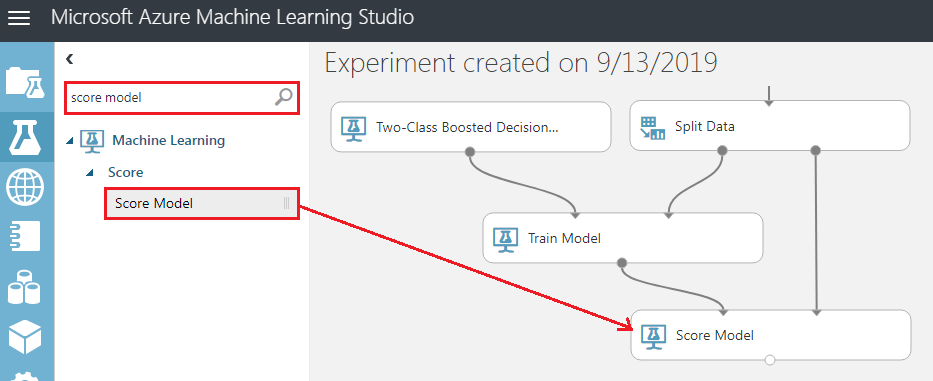 Microsoft Azure Machine Learning Studio
Experiment created on 9/13/2019
score model
Machine Learning
Score
Score Model
Two-Class Boosted Decision...
Split Data
Train Model
Score Model